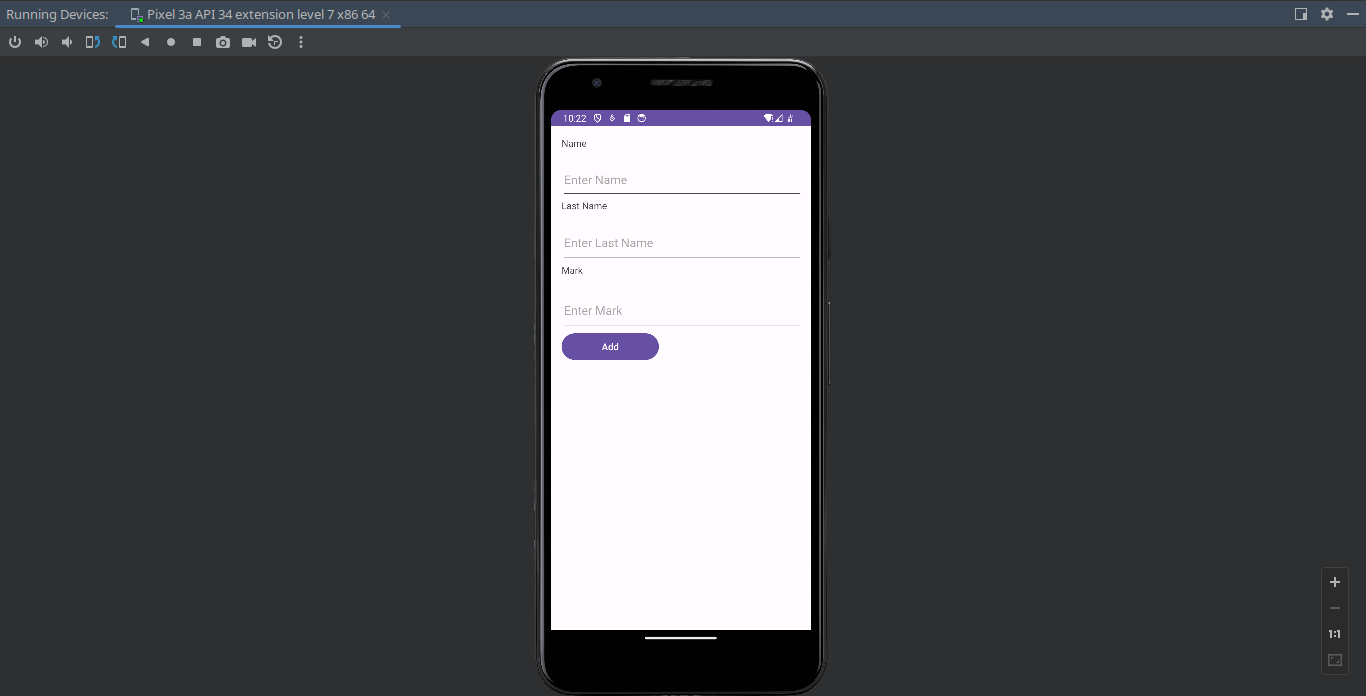 Running Devices: Pixel 3a API 34 extension level 7 x86 64
10:22
Name
Enter Name
Last Name
Enter Last Name
Mark
Enter Mark
Add
1:1